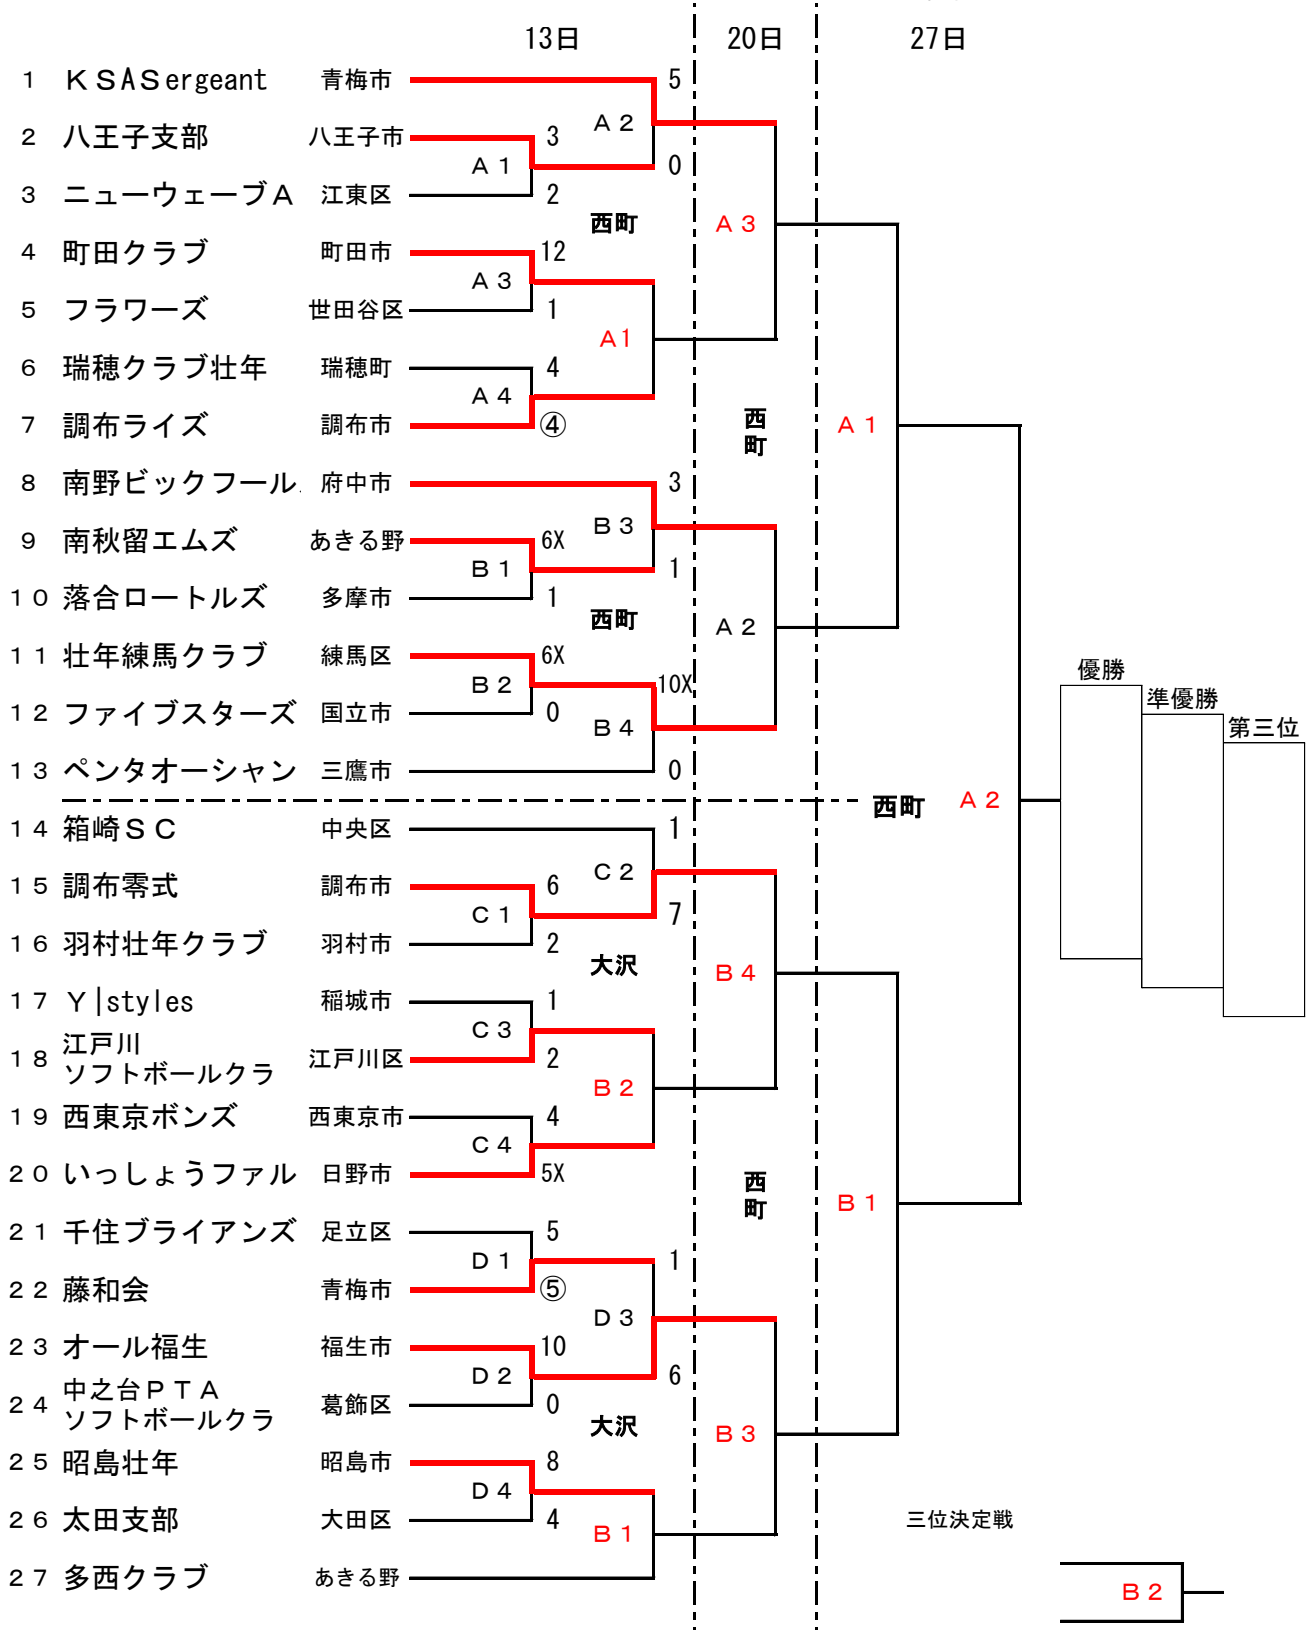 13日 20日 27日
1 ＫＳＡＳergeant 青梅市 5
Ａ２
2 八王子支部 八王子市 3
Ａ１ 0
3 ニューウェーブＡ 江東区 2
西町 Ａ３
4 町田クラブ 町田市 12
Ａ３
5 フラワーズ 世田谷区 1
Ａ1
6 瑞穂クラブ壮年 瑞穂町 4
Ａ４
7 調布ライズ 調布市 ④
西町 Ａ１
8 南野ビックフール 府中市 3
Ｂ３
9 南秋留エムズ あきる野 6X
Ｂ１ 1
10 落合ロートルズ 多摩市 1
西町 Ａ２
11 壮年練馬クラブ 練馬区 6X
Ｂ２ 10X
12 ファイブスターズ 国立市 0
Ｂ４
13 ペンタオーシャン 三鷹市 0
優勝
準優勝
第三位
西町 Ａ２
14 箱崎ＳＣ 中央区 1
Ｃ２
15 調布零式 調布市 6
Ｃ１ 7
16 羽村壮年クラブ 羽村市 2
大沢 Ｂ４
17 Ｙ|styles 稲城市 1
Ｃ３
18 江戸川
ソフトボールクラ 江戸川区 2
Ｂ２
19 西東京ボンズ 西東京市 4
Ｃ４
20 いっしょうファル 日野市 5X
西町 Ｂ１
21 千住ブライアンズ 足立区 5
Ｄ１ 1
22 藤和会 青梅市 ⑤
Ｄ３
23 オール福生 福生市 10
Ｄ２ 6
24 中之台ＰＴＡ
ソフトボールクラ 葛飾区 0
大沢 Ｂ３
25 昭島壮年 昭島市 8
Ｄ４
26 太田支部 大田区 4
Ｂ１
27 多西クラブ あきる野
三位決定戦
Ｂ２